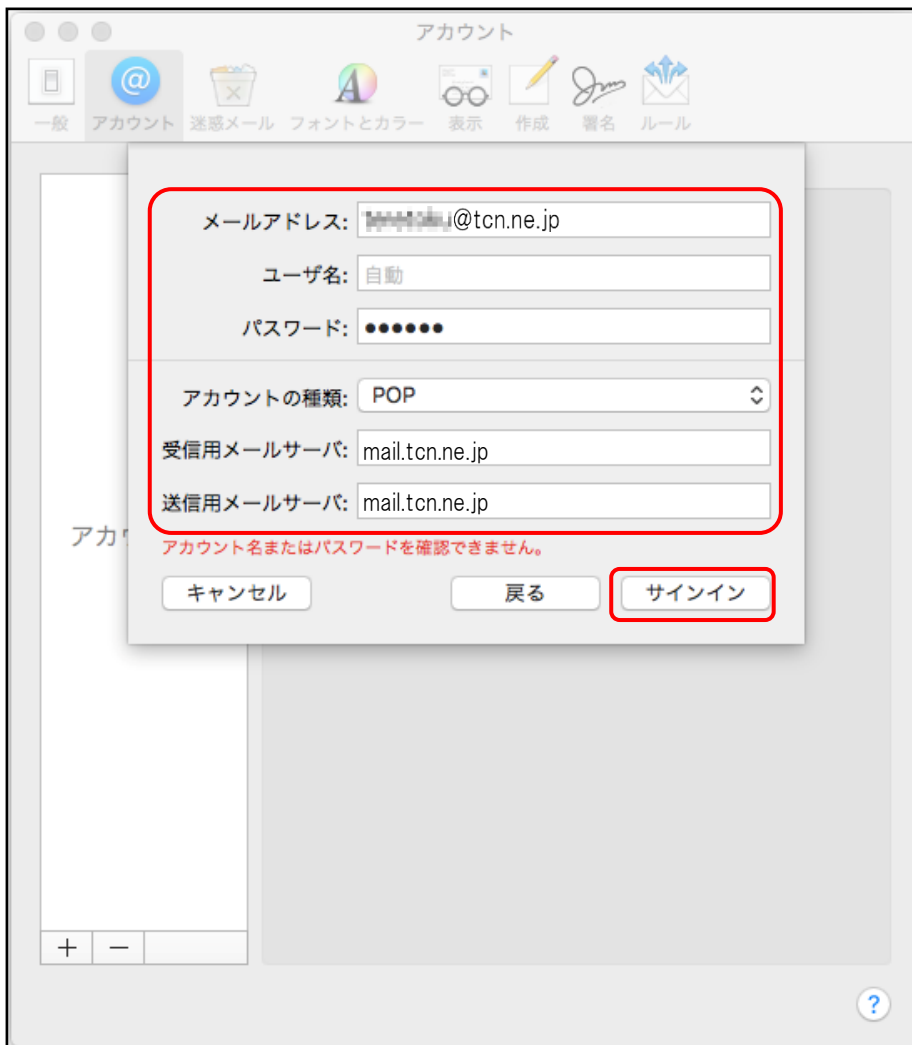 アカウント
一般 アカウント 迷惑メール フォントとカラー 表示 作成 署名 ルール
メールアドレス: @tcn.ne.jp
ユーザ名: 自動
パスワード: ●●●●●●
アカウントの種類: POP
受信用メールサーバ: mail.tcn.ne.jp
送信用メールサーバ: mail.tcn.ne.jp
アカ
アカウント名またはパスワードを確認できません。
キャンセル 戻る サインイン
+ −
?